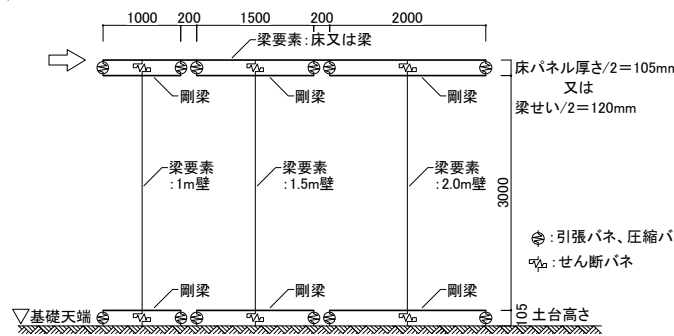 1000 200 1500 200 2000
梁要素:床又は梁
床パネル厚さ/2=105mm
又は
梁せい/2=120mm
剛梁 剛梁 剛梁
梁要素
:1m壁
梁要素
:1.5m壁
梁要素
:2.0m壁
3000
:引張バネ、圧縮バ
:せん断バネ
剛梁 剛梁 剛梁
▽基礎天端
105 土台高さ